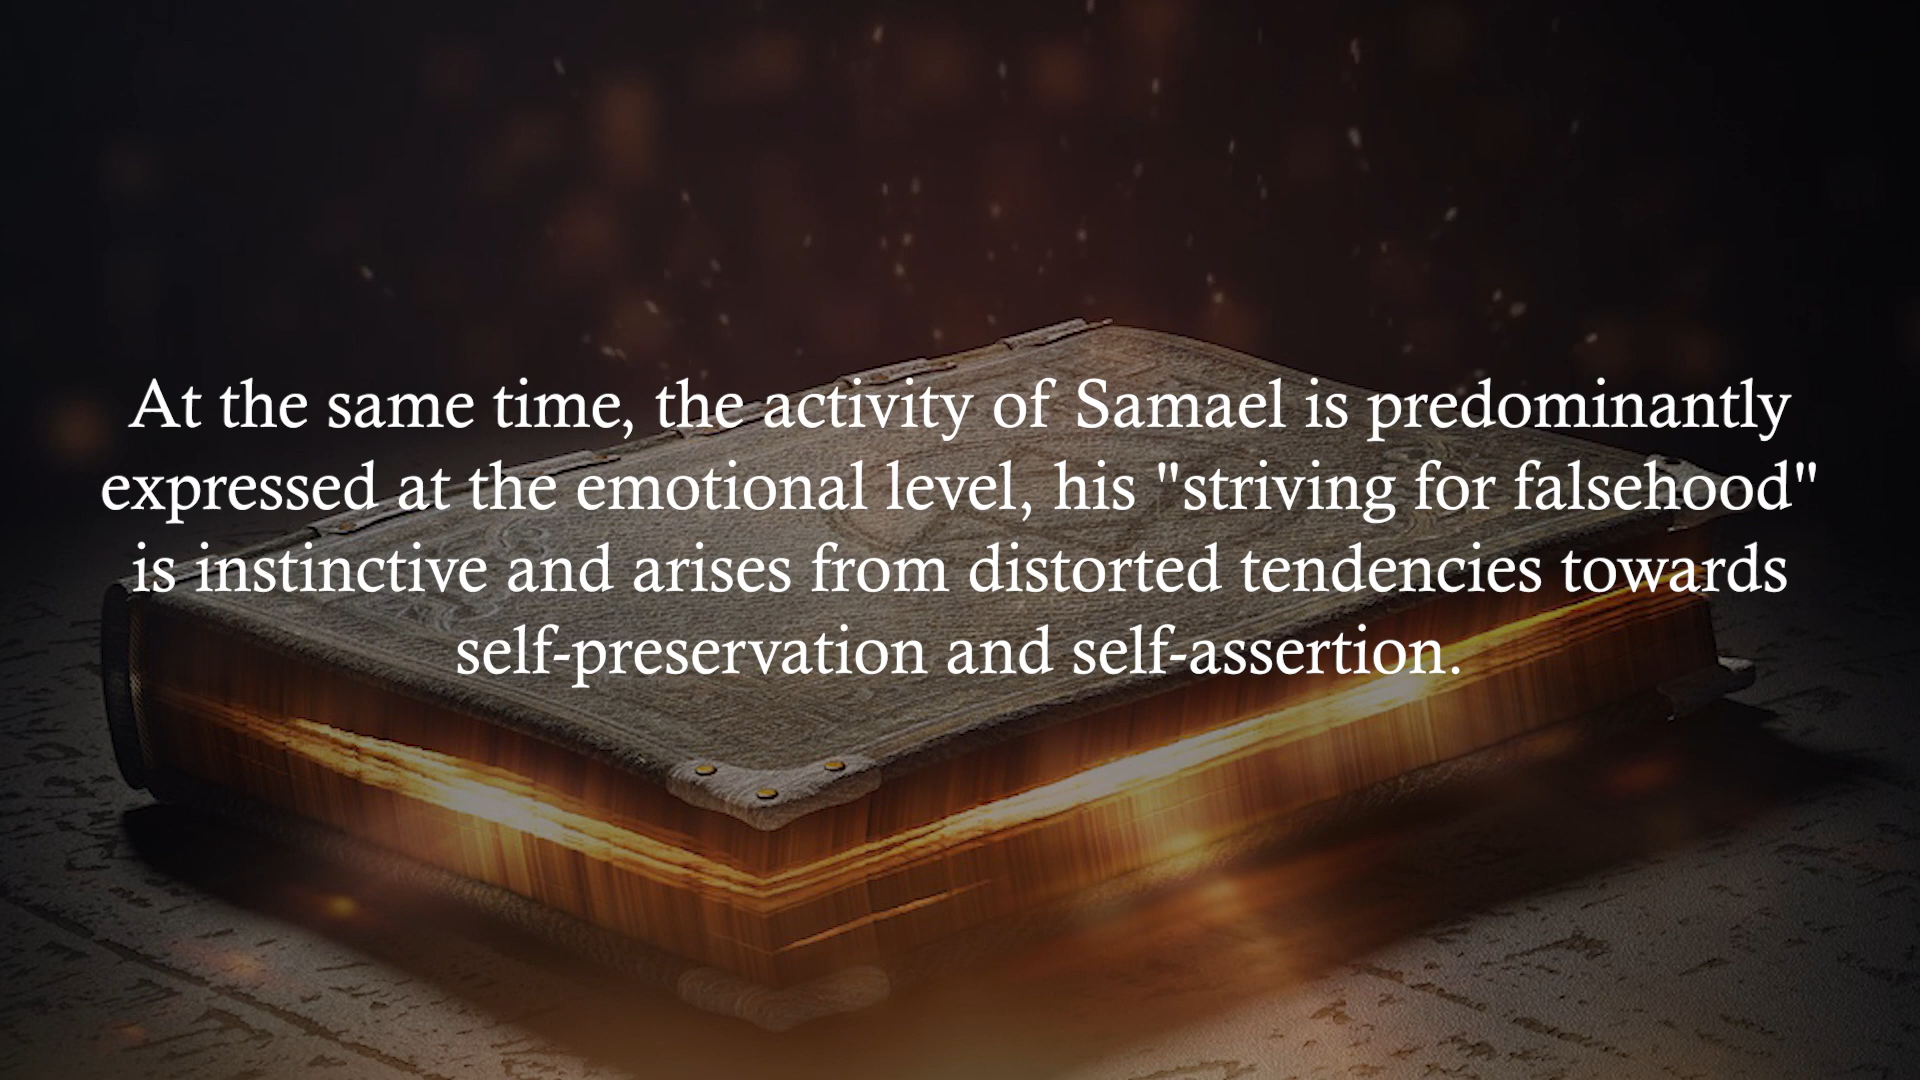 At the same time, the activity of Samael is predominantly
expressed at the emotional level, his "striving for falsehood"
is instinctive and arises from distorted tendencies towards
self-preservation and self-assertion.